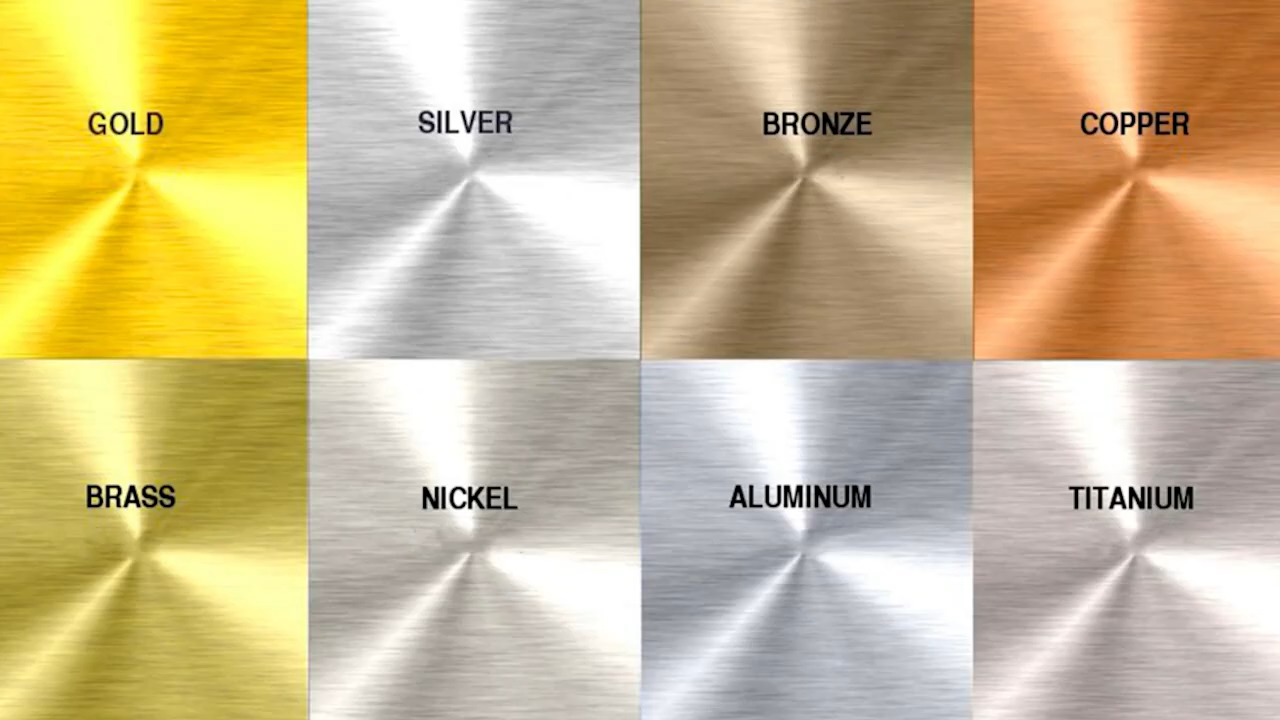 GOLD
SILVER
BRONZE
COPPER
BRASS
NICKEL
ALUMINUM
TITANIUM